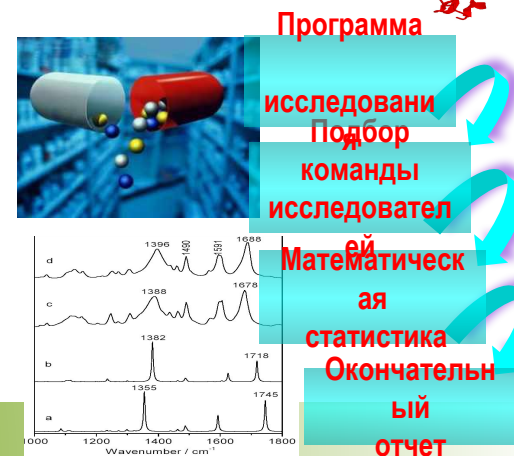 Программа
исследовани
я
Подбор
команды
исследовател
ей
Математическ
ая
статистика
Окончательн
ый
отчет
d
1396
1490
1591
1688
c
1388
1678
b
1382
1718
a
1355
1745
1000 1200 1400 1600 1800
Wavenumber / cm⁻¹